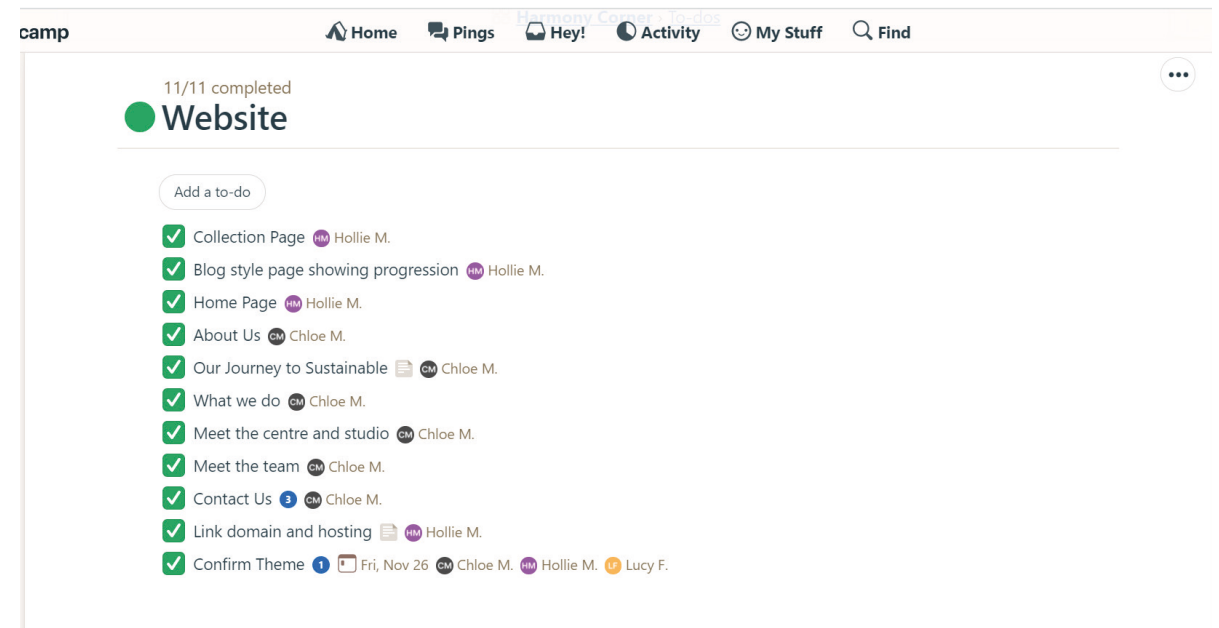 Harmony Corner › To-dos
camp Home Pings Hey! Activity My Stuff Find
11/11 completed
Website
Add a to-do
Collection Page HM Hollie M.
Blog style page showing progression HM Hollie M.
Home Page HM Hollie M.
About Us CM Chloe M.
Our Journey to Sustainable CM Chloe M.
What we do CM Chloe M.
Meet the centre and studio CM Chloe M.
Meet the team CM Chloe M.
Contact Us 3 CM Chloe M.
Link domain and hosting HM Hollie M.
Confirm Theme 1 Fri, Nov 26 CM Chloe M. HM Hollie M. LF Lucy F.